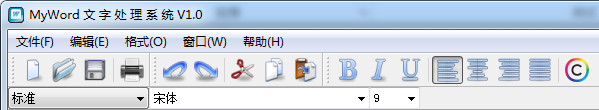 MyWord 文 字 处 理 系 统 V1.0
文件(F) 编辑(E) 格式(O) 窗口(W) 帮助(H)
B I U C
标准 宋体 9